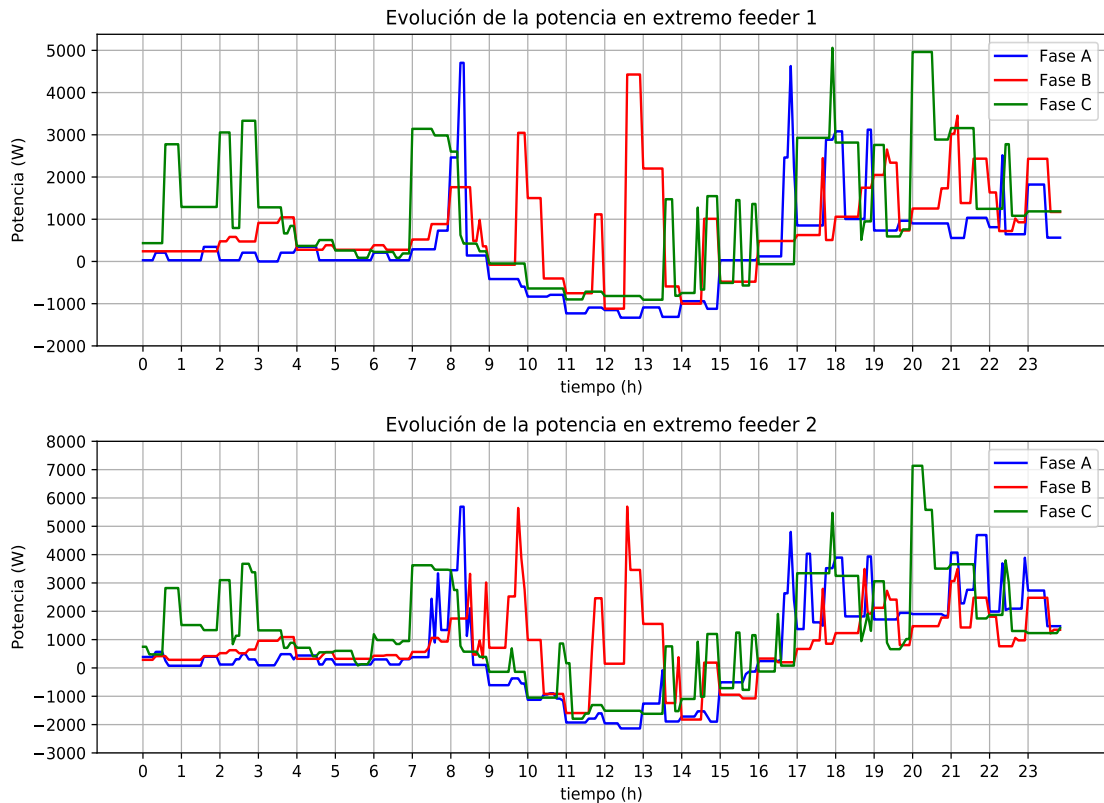 Evolución de la potencia en extremo feeder 1
Potencia (W)
5000
4000
3000
2000
1000
0
−1000
−2000
Fase A
Fase B
Fase C
0 1 2 3 4 5 6 7 8 9 10 11 12 13 14 15 16 17 18 19 20 21 22 23
tiempo (h)
Evolución de la potencia en extremo feeder 2
Potencia (W)
8000
7000
6000
5000
4000
3000
2000
1000
0
−1000
−2000
−3000
Fase A
Fase B
Fase C
0 1 2 3 4 5 6 7 8 9 10 11 12 13 14 15 16 17 18 19 20 21 22 23
tiempo (h)